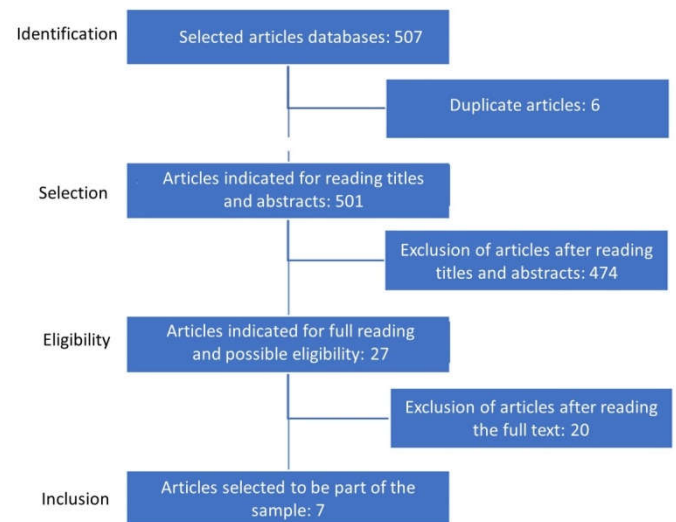 Identification
Selected articles databases: 507
Duplicate articles: 6
Selection
Articles indicated for reading titles
and abstracts: 501
Exclusion of articles after reading
titles and abstracts: 474
Eligibility
Articles indicated for full reading
and possible eligibility: 27
Exclusion of articles after reading
the full text: 20
Inclusion
Articles selected to be part of the
sample: 7